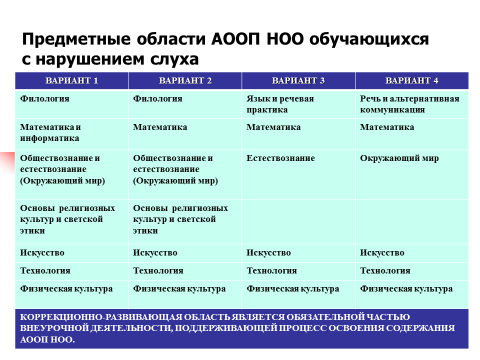 Предметные области АООП НОО обучающихся
с нарушением слуха
ВАРИАНТ 1 ВАРИАНТ 2 ВАРИАНТ 3 ВАРИАНТ 4
Филология Филология Язык и речевая Речь и альтернативная
практика коммуникация
Математика и Математика Математика Математика
информатика
Обществознание и Обществознание и Естествознание Окружающий мир
естествознание естествознание
(Окружающий мир) (Окружающий мир)
Основы религиозных Основы религиозных
культур и светской культур и светской
этики этики
Искусство Искусство Искусство Искусство
Технология Технология Технология Технология
Физическая культура Физическая культура Физическая культура Физическая культура
КОРРЕКЦИОННО-РАЗВИВАЮЩАЯ ОБЛАСТЬ ЯВЛЯЕТСЯ ОБЯЗАТЕЛЬНОЙ ЧАСТЬЮ
ВНЕУРОЧНОЙ ДЕЯТЕЛЬНОСТИ, ПОДДЕРЖИВАЮЩЕЙ ПРОЦЕСС ОСВОЕНИЯ СОДЕРЖАНИЯ
АООП НОО.